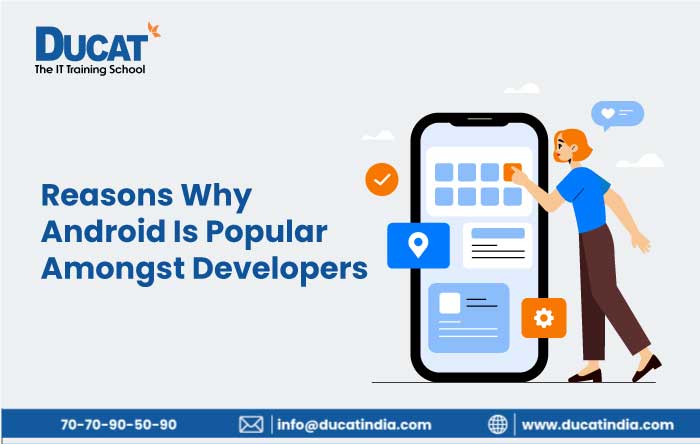 DUCAT
The IT Training School
Reasons Why
Android Is Popular
Amongst Developers
70-70-90-50-90
info@ducatindia.com
www.ducatindia.com